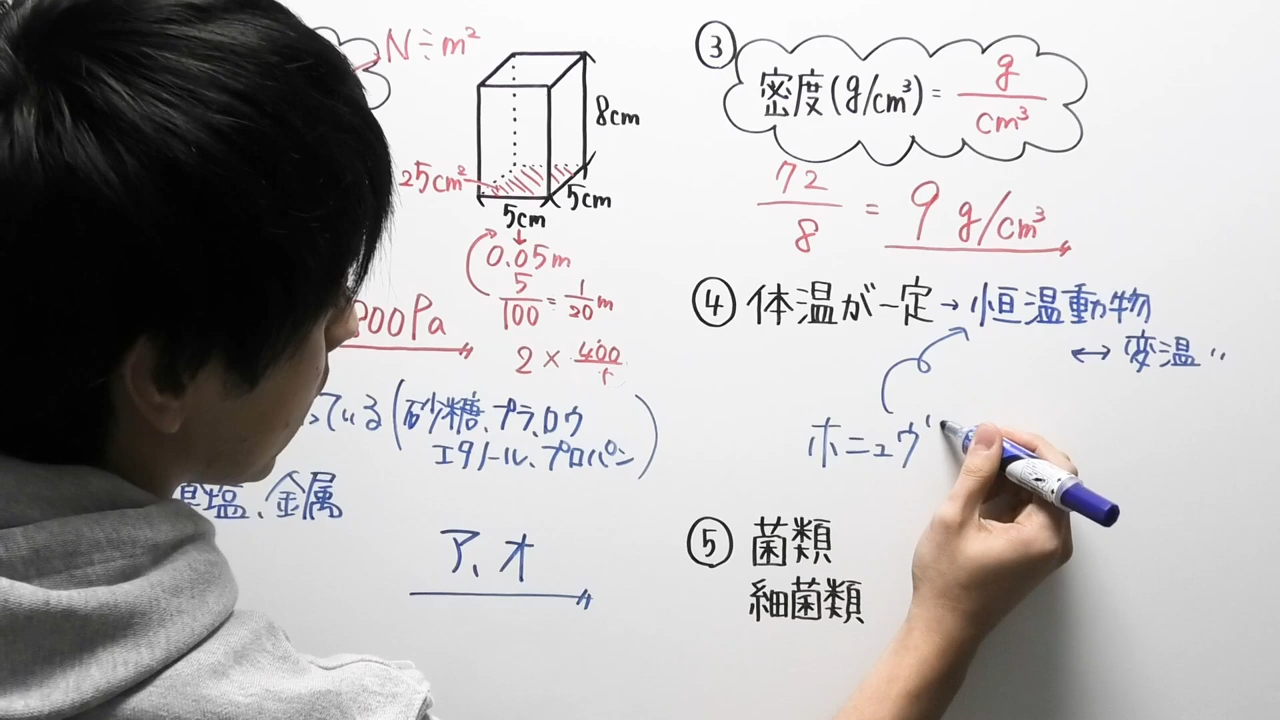 N÷m²
8cm
25cm²
5cm
5cm
0.05m
5/100 = 1/20 m
2 × 400
00Pa
ている(砂糖、プラ、ロウ
エタノール、プロパン)
塩、金属
ア、オ
③ 密度(g/cm³) = g/cm³
72/8 = 9 g/cm³
④ 体温が一定→恒温動物
↔ 変温 〃
ホニュウ
⑤ 菌類
細菌類